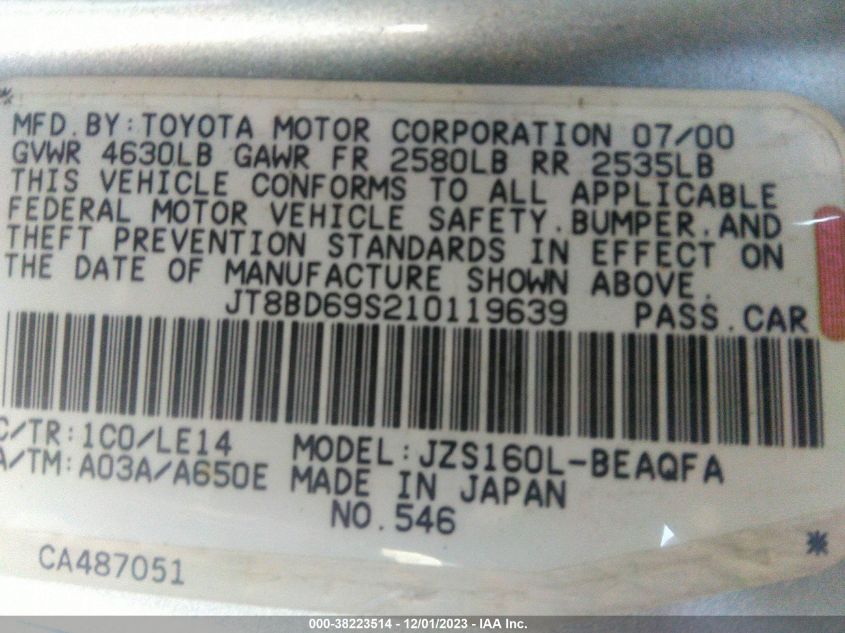 MFD.BY:TOYOTA MOTOR CORPORATION 07/00
GVWR 4630LB GAWR FR 2580LB RR 2535LB
THIS VEHICLE CONFORMS TO ALL APPLICABLE
FEDERAL MOTOR VEHICLE SAFETY.BUMPER.AND
THEFT PREVENTION STANDARDS IN EFFECT ON
THE DATE OF MANUFACTURE SHOWN ABOVE.
JT8BD69S210119639 PASS.CAR
C/TR:1C0/LE14 MODEL:JZS160L-BEAQFA
A/TM:A03A/A650E MADE IN JAPAN
NO.546
CA487051
000-38223514 - 12/01/2023 - IAA Inc.